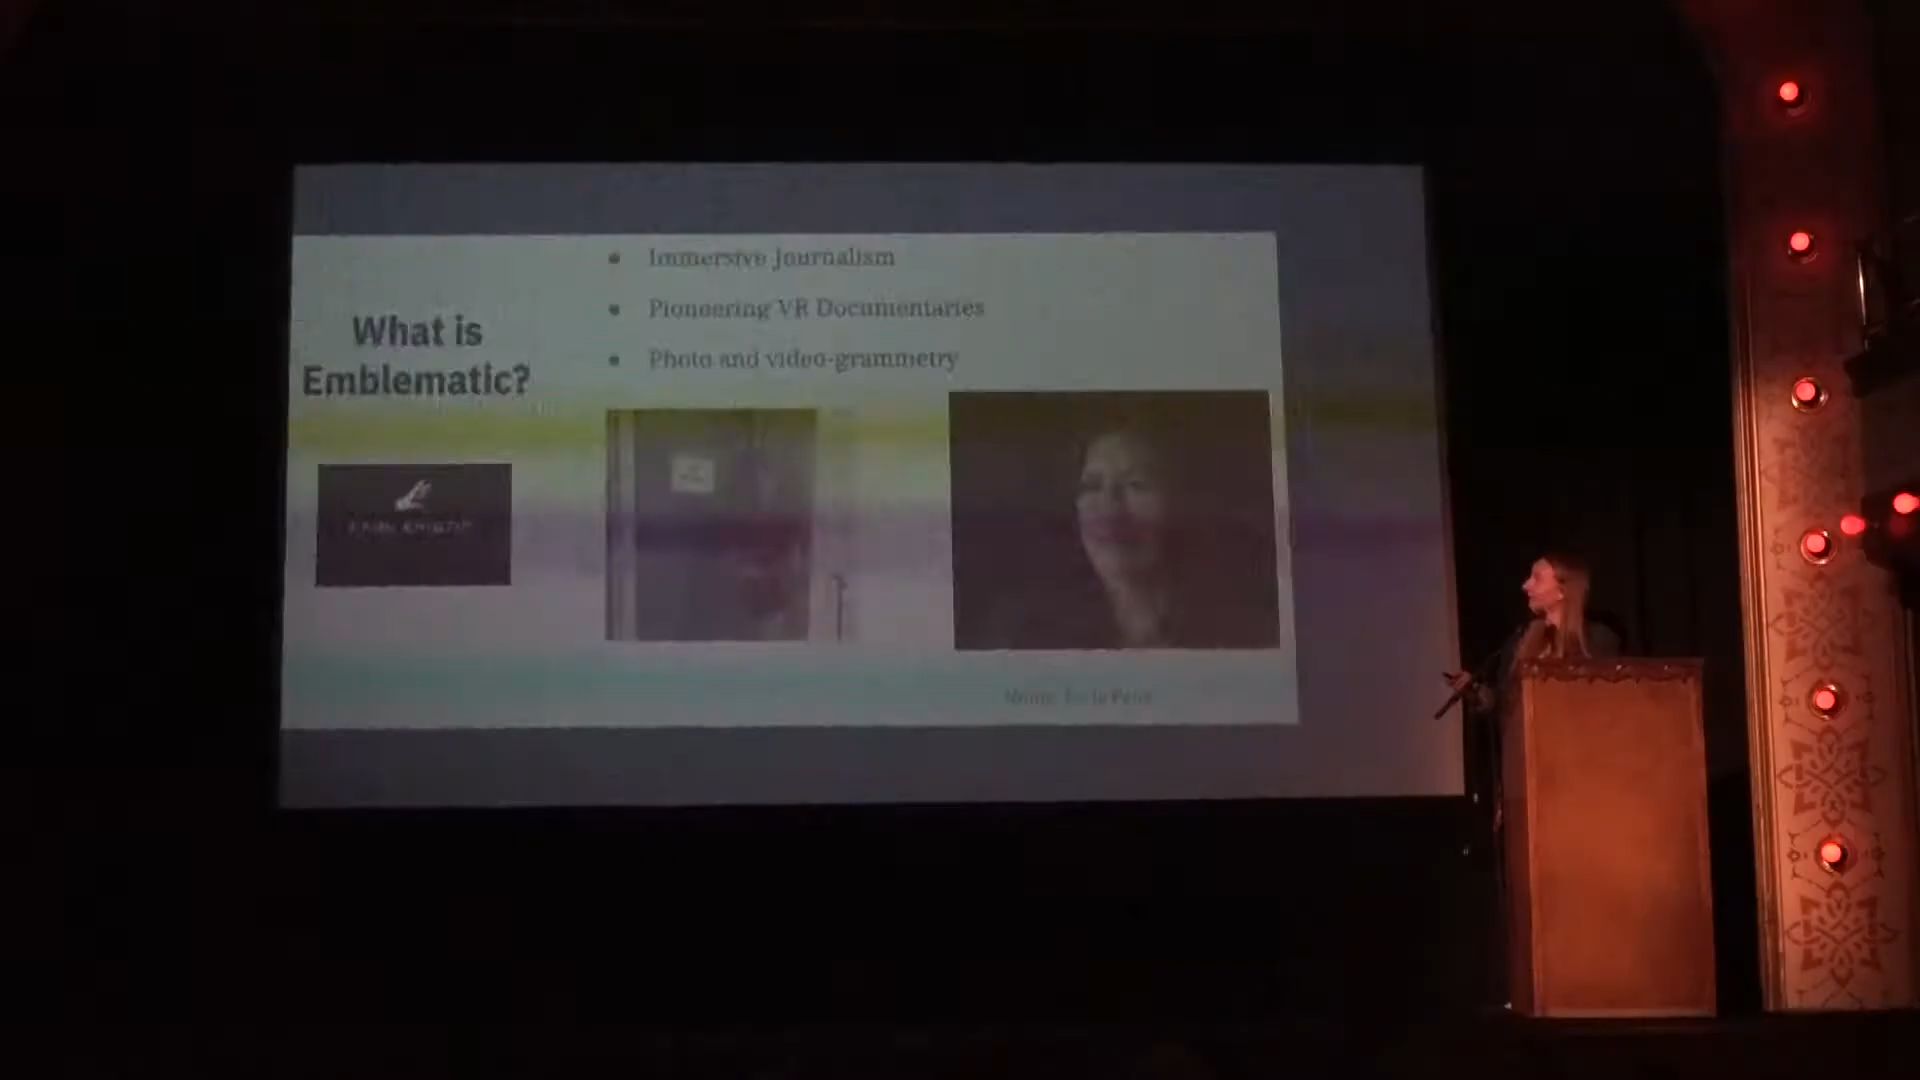 What is
Emblematic?
● Immersive Journalism
● Pioneering VR Documentaries
● Photo and video-grammetry